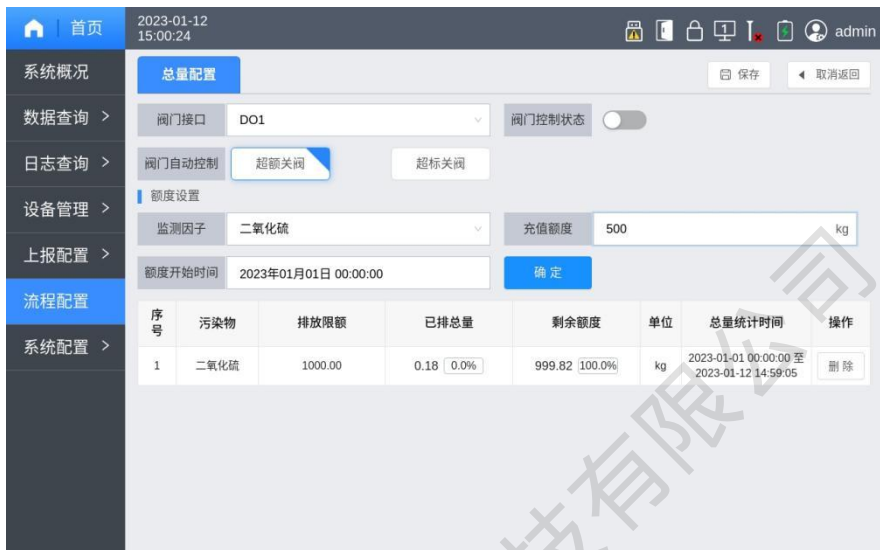 首页
2023-01-12
15:00:24
1
admin
系统概况
数据查询 >
日志查询 >
设备管理 >
上报配置 >
流程配置
系统配置 >
总量配置
保存
取消返回
阀门接口
DO1
阀门控制状态
阀门自动控制
超额关阀
超标关阀
额度设置
监测因子
二氧化硫
充值额度
500
kg
额度开始时间
2023年01月01日 00:00:00
确定
序号
污染物
排放限额
已排总量
剩余额度
单位
总量统计时间
操作
1
二氧化硫
1000.00
0.18 0.0%
999.82 100.0%
kg
2023-01-01 00:00:00 至
2023-01-12 14:59:05
删除
技有限公司